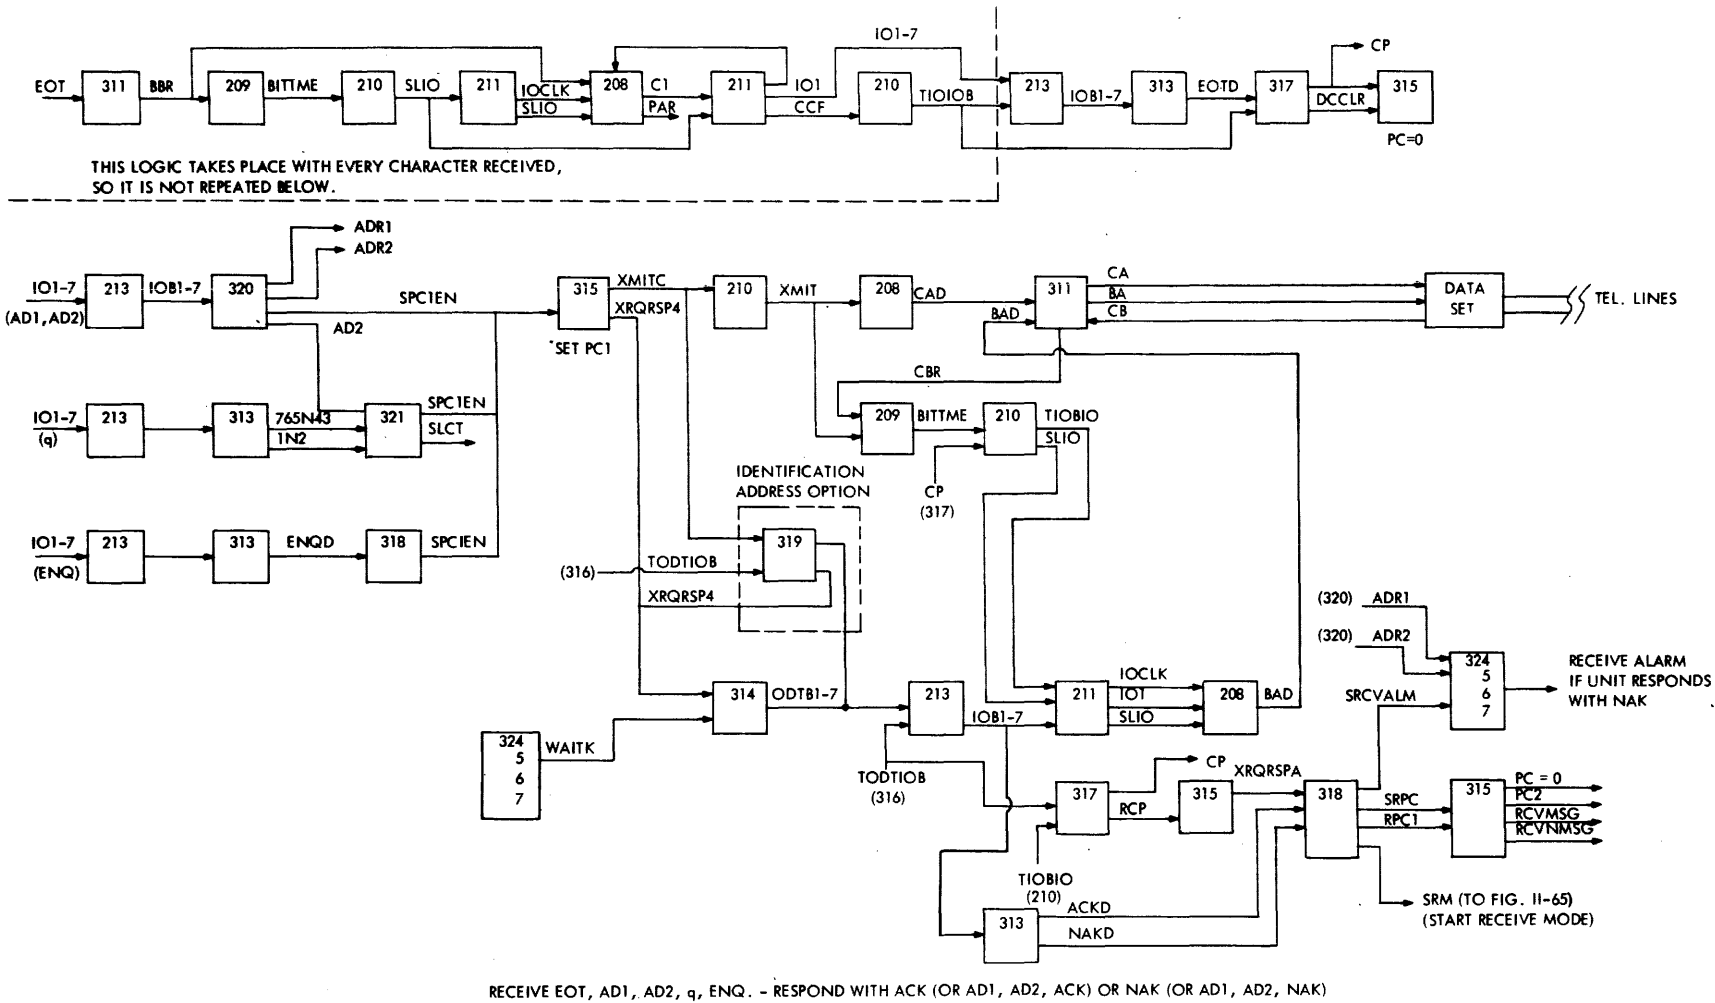 IO1-7
CP
EOT
311
BBR
209
BITTME
210
SLIO
211
IOCLK
SLIO
208
C1
PAR
211
IO1
CCF
210
TIOIOB
213
IOB1-7
313
EOTD
317
DCCLR
315
PC=0
THIS LOGIC TAKES PLACE WITH EVERY CHARACTER RECEIVED,
SO IT IS NOT REPEATED BELOW.
ADR1
ADR2
IO1-7
(AD1, AD2)
213
IOB1-7
320
SPC1EN
AD2
315
*SET PC1
XMITC
XRQRSP4
210
XMIT
208
CAD
BAD
311
CA
BA
CB
DATA
SET
TEL. LINES
CBR
IO1-7
(q)
213
313
765N43
1N2
321
SPC1EN
SLCT
209
BITTME
210
TIOBIO
SLIO
CP
(317)
IDENTIFICATION
ADDRESS OPTION
IO1-7
(ENQ)
213
313
ENQD
318
SPC1EN
(316)
TODTIOB
319
XRQRSP4
(320) ADR1
(320) ADR2
324
5
6
7
SRCVALM
RECEIVE ALARM
IF UNIT RESPONDS
WITH NAK
314
ODTB1-7
213
IOB1-7
211
IOCLK
IO1
SLIO
208
BAD
324
5
6
7
WAITK
TODTIOB
(316)
317
CP
RCP
315
XRQRSPA
318
SRPC
RPC1
315
PC = 0
PC2
RCVMSG
RCVNMSG
TIOBIO
(210)
313
ACKD
NAKD
SRM (TO FIG. II-65)
(START RECEIVE MODE)
RECEIVE EOT, AD1, AD2, q, ENQ. - RESPOND WITH ACK (OR AD1, AD2, ACK) OR NAK (OR AD1, AD2, NAK)